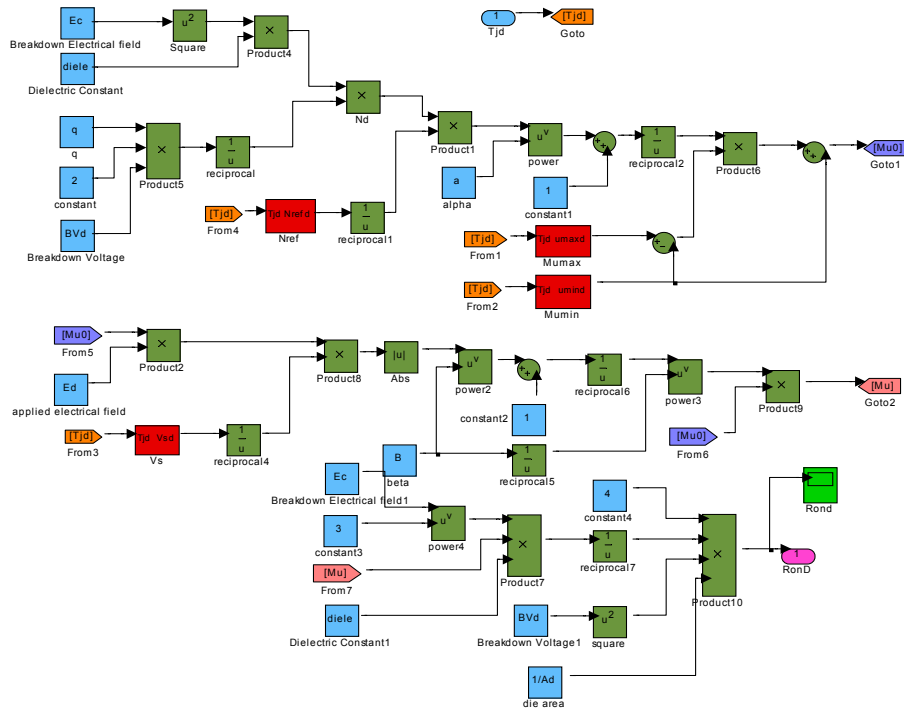 Ec
Breakdown Electrical field
u2
Square
Product4
1
Tjd
[Tjd]
Goto
diele
Dielectric Constant
Nd
q
q
2
constant
BVd
Breakdown Voltage
Product5
1
u
reciprocal
Product1
uv
power
a
alpha
1
constant1
1
u
reciprocal2
Product6
[Mu0]
Goto1
[Tjd]
From4
Tjd Nrefd
Nref
1
u
reciprocal1
[Tjd]
From1
Tjd umaxd
Mumax
[Tjd]
From2
Tjd umind
Mumin
[Mu0]
From5
Product2
Ed
applied electrical field
Product8
|u|
Abs
uv
power2
1
constant2
1
u
reciprocal6
uv
power3
Product9
[Mu]
Goto2
[Mu0]
From6
[Tjd]
From3
Tjd Vsd
Vs
1
u
reciprocal4
B
beta
1
u
reciprocal5
Ec
Breakdown Electrical field1
3
constant3
uv
power4
[Mu]
From7
diele
Dielectric Constant1
Product7
4
constant4
1
u
reciprocal7
BVd
Breakdown Voltage1
u2
square
1/Ad
die area
Product10
Rond
1
RonD